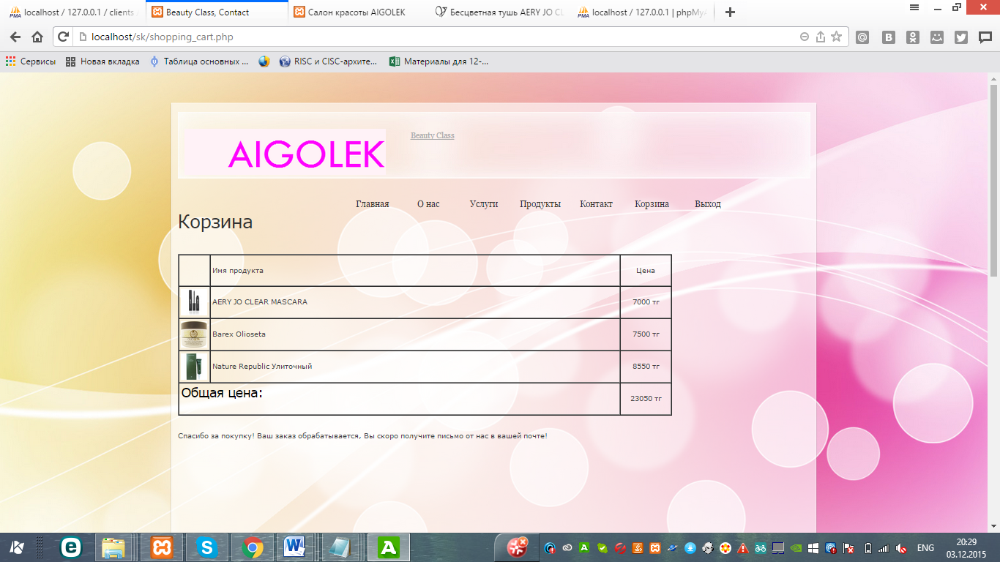 localhost / 127.0.0.1 / clients
Beauty Class, Contact
Салон красоты AIGOLEK
Бесцветная тушь AERY JO CL
localhost / 127.0.0.1 | phpMyA
localhost/sk/shopping_cart.php
Сервисы
Новая вкладка
Таблица основных ...
RISC и CISC-архите...
Материалы для 12-...
AIGOLEK
Beauty Class
Главная О нас Услуги Продукты Контакт Корзина Выход
Корзина
Имя продукта Цена
AERY JO CLEAR MASCARA 7000 тг
Barex Olioseta 7500 тг
Nature Republic Улиточный 8550 тг
Общая цена: 23050 тг
Спасибо за покупку! Ваш заказ обрабатывается, Вы скоро получите письмо от нас в вашей почте!
ENG
20:29
03.12.2015